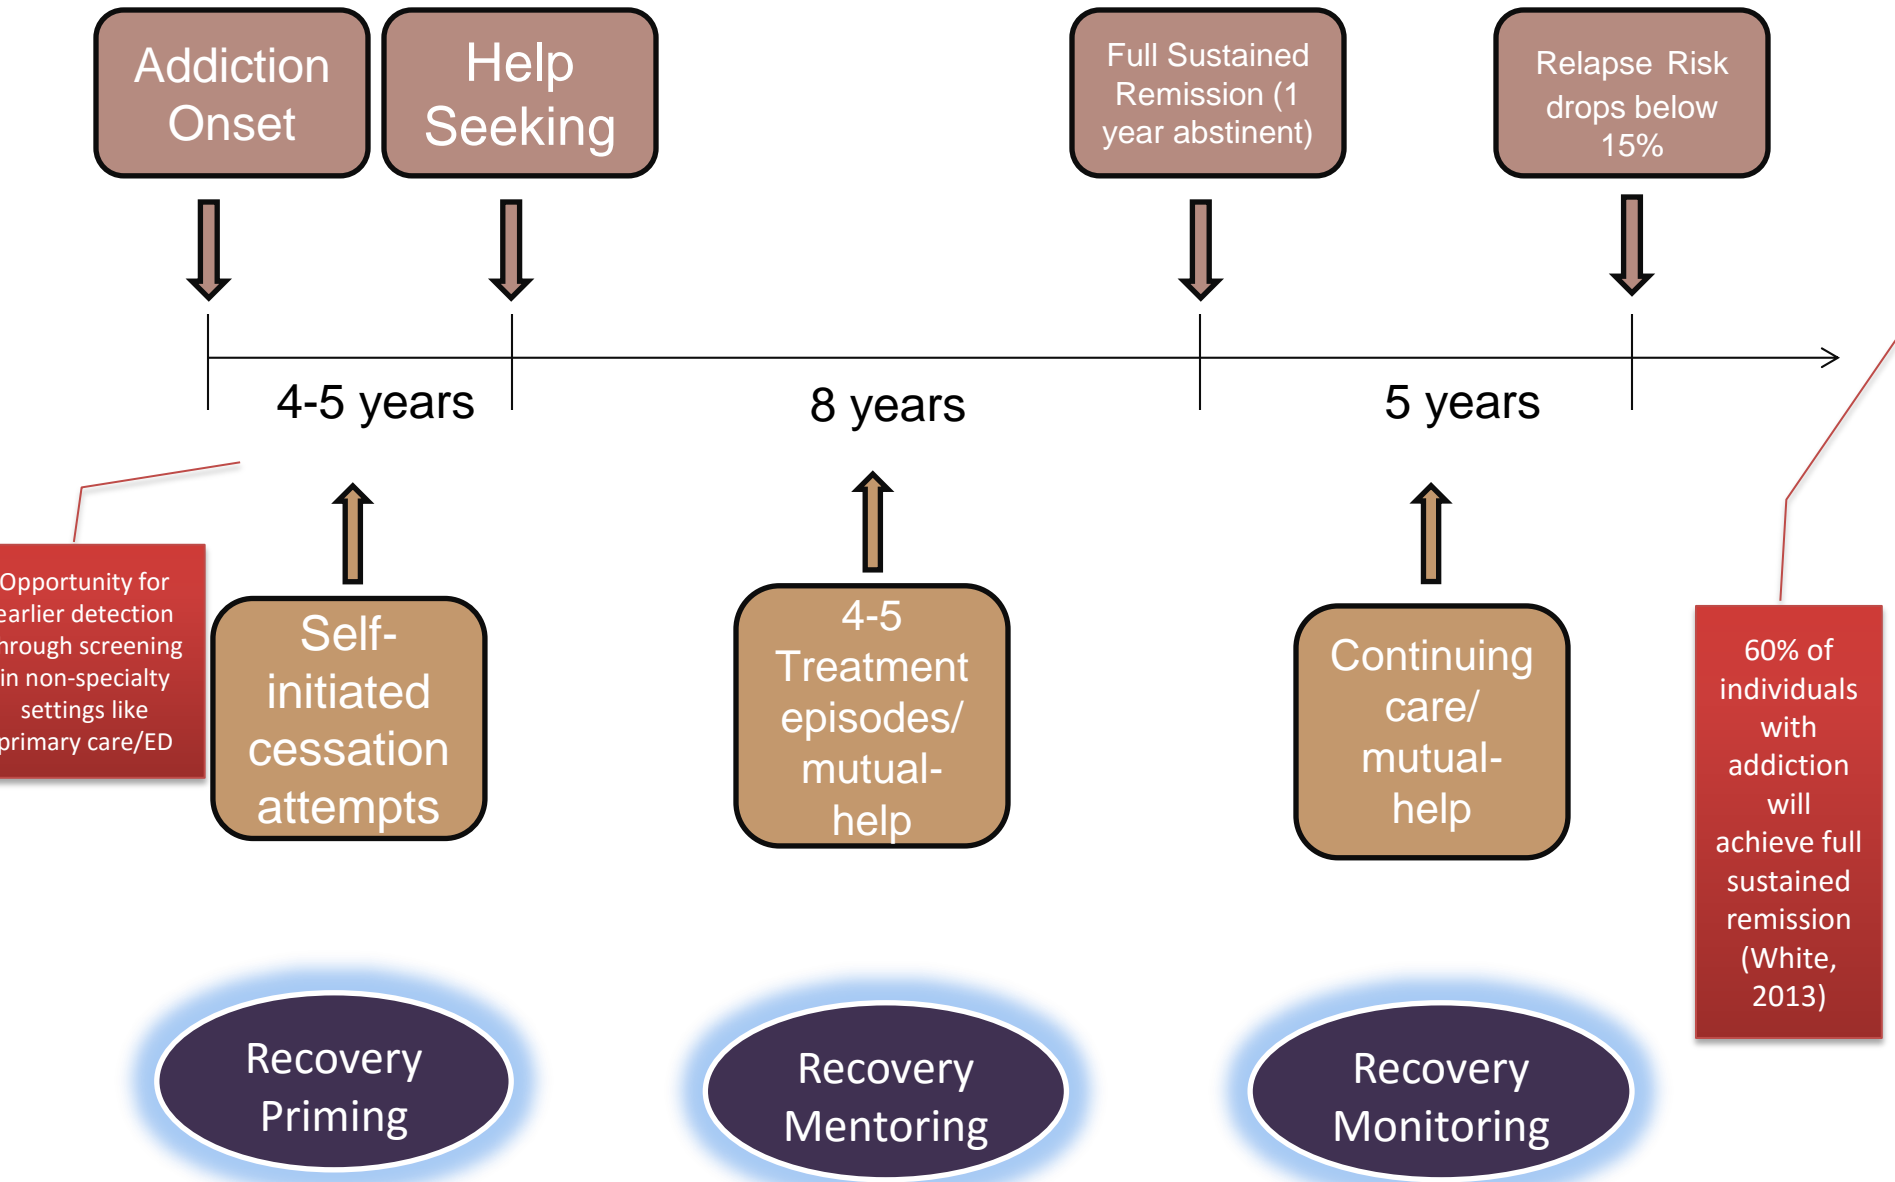 Addiction
Onset
Help
Seeking
Full Sustained
Remission (1
year abstinent)
Relapse Risk
drops below
15%
4-5 years
8 years
5 years
Opportunity for
earlier detection
through screening
in non-specialty
settings like
primary care/ED
Self-
initiated
cessation
attempts
4-5
Treatment
episodes/
mutual-
help
Continuing
care/
mutual-
help
60% of
individuals
with
addiction
will
achieve full
sustained
remission
(White,
2013)
Recovery
Priming
Recovery
Mentoring
Recovery
Monitoring